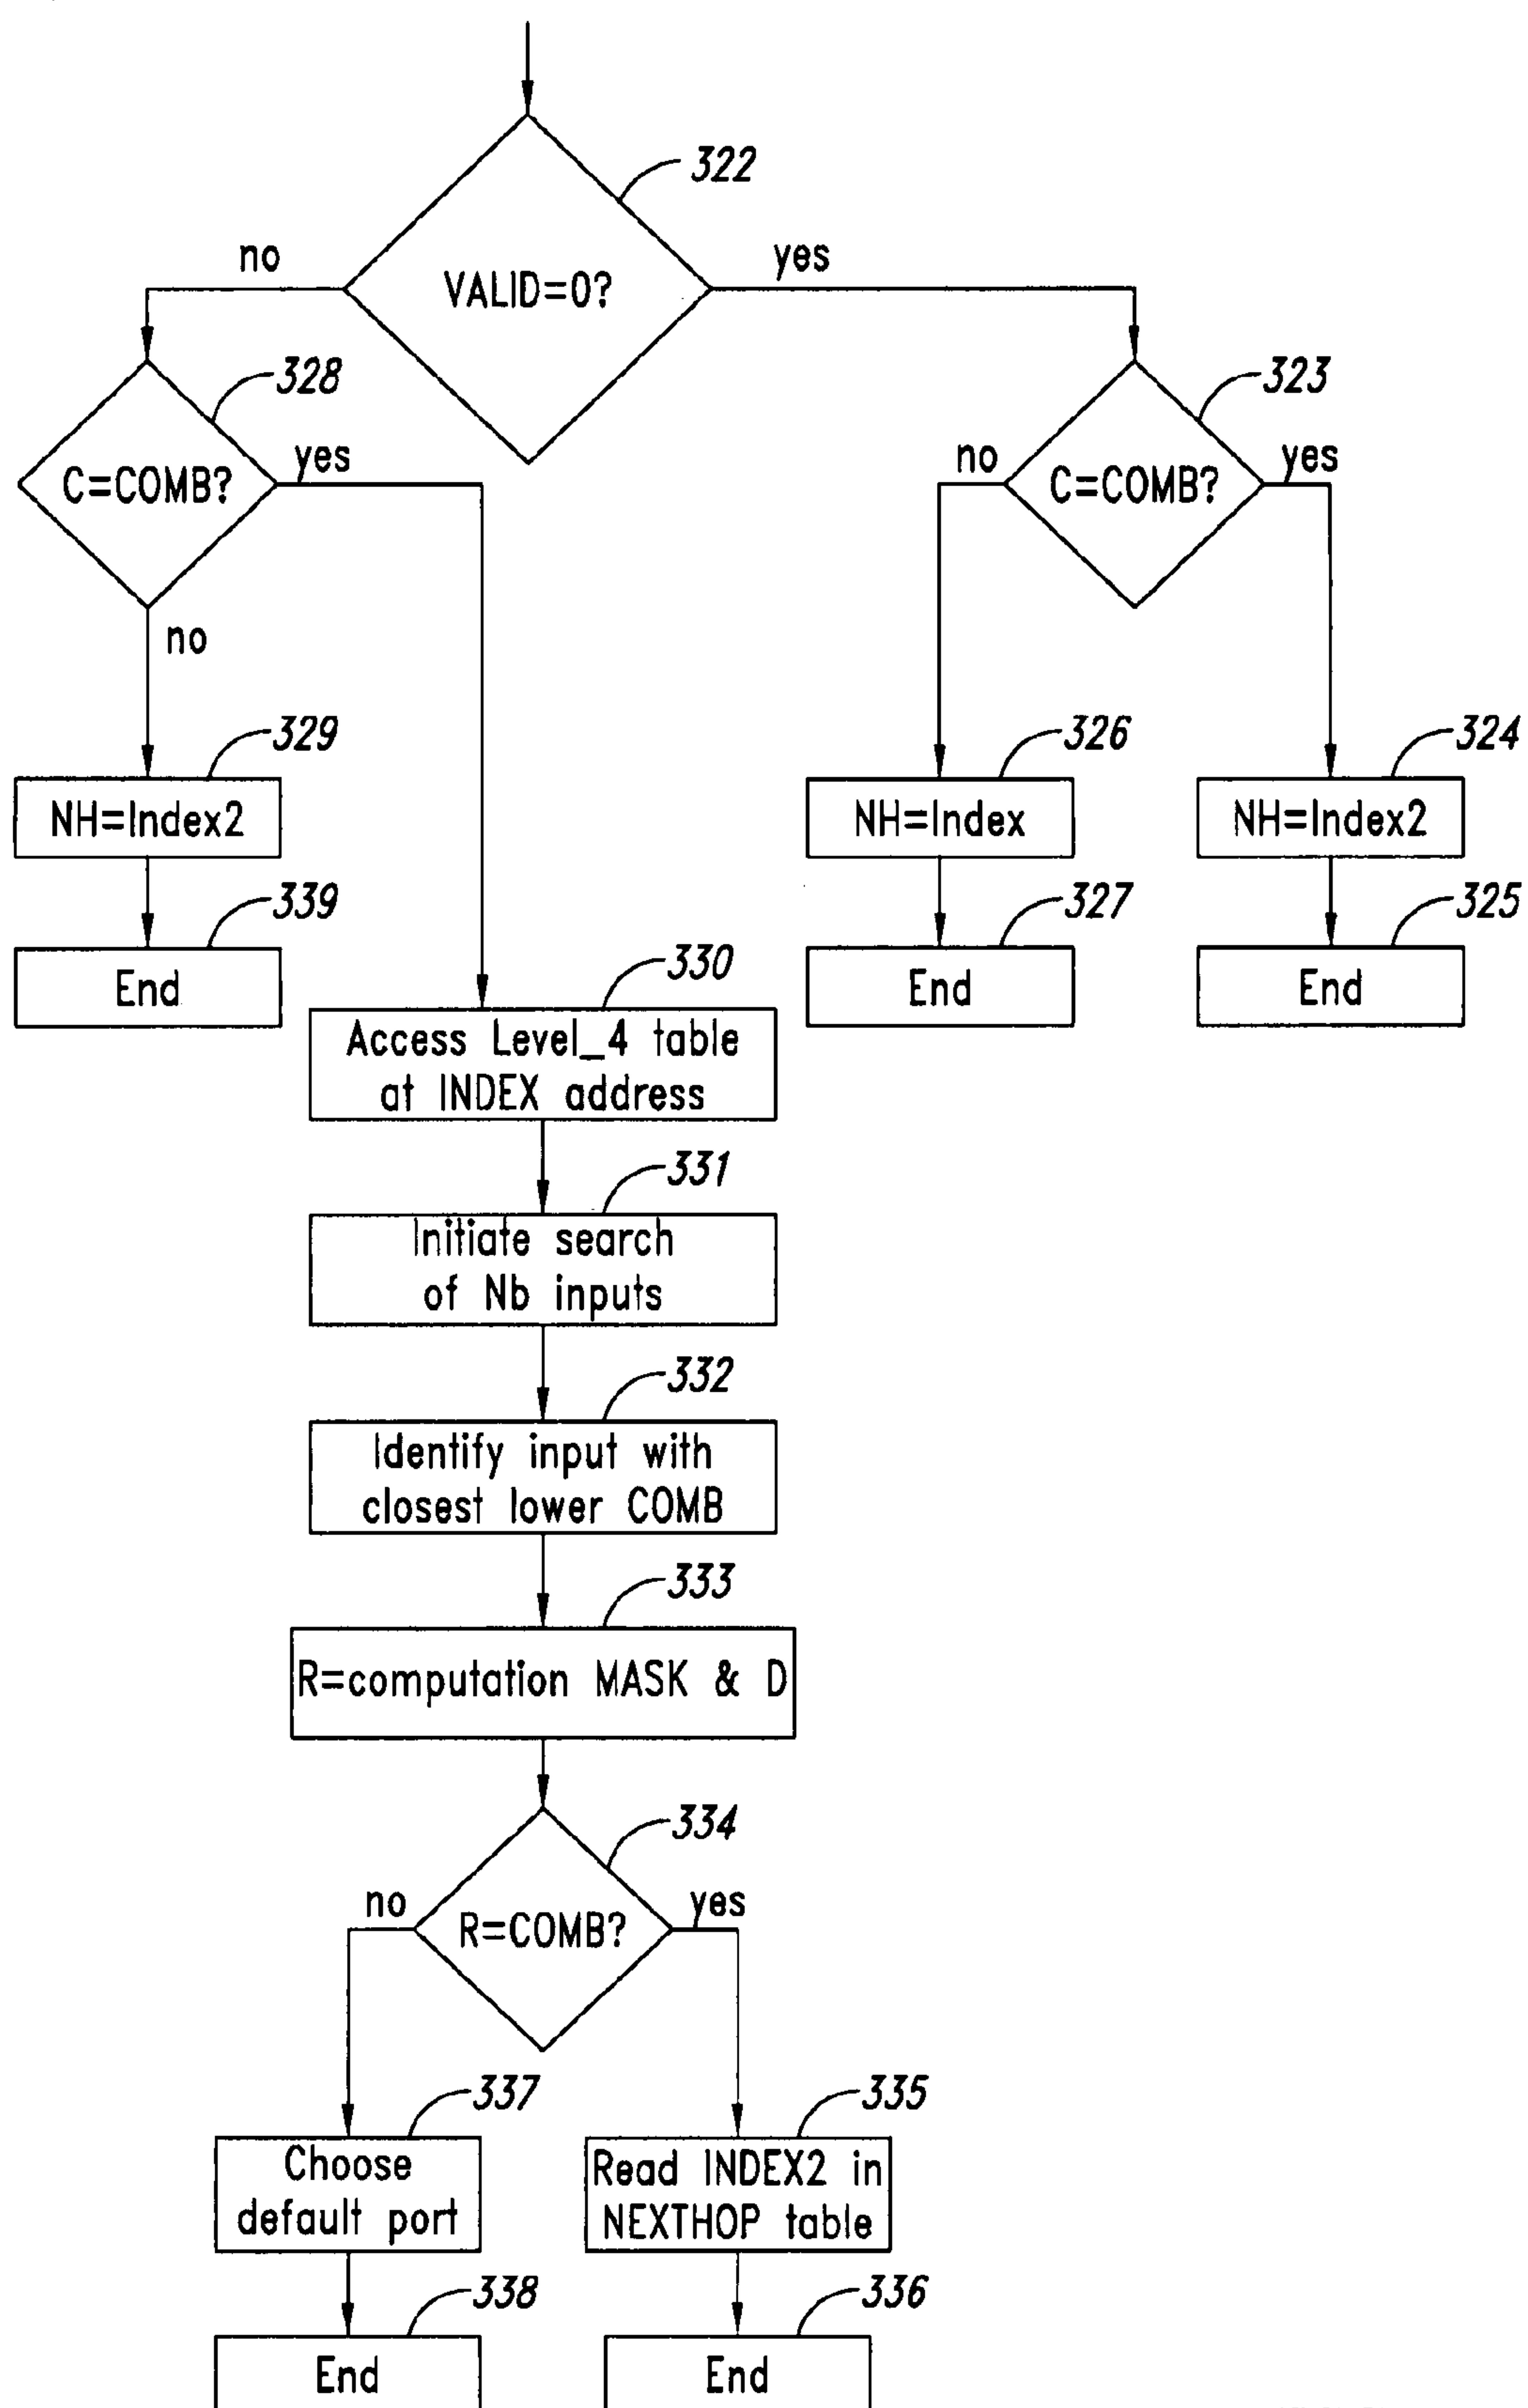 322
no
VALID=0?
yes
328
323
C=COMB?
yes
no
C=COMB?
yes
no
329
326
324
NH=Index2
NH=Index
NH=Index2
339
327
325
End
End
End
330
Access Level_4 table
at INDEX address
331
Initiate search
of Nb inputs
332
Identify input with
closest lower COMB
333
R=computation MASK & D
334
no
R=COMB?
yes
337
335
Choose
default port
Read INDEX2 in
NEXTHOP table
338
336
End
End